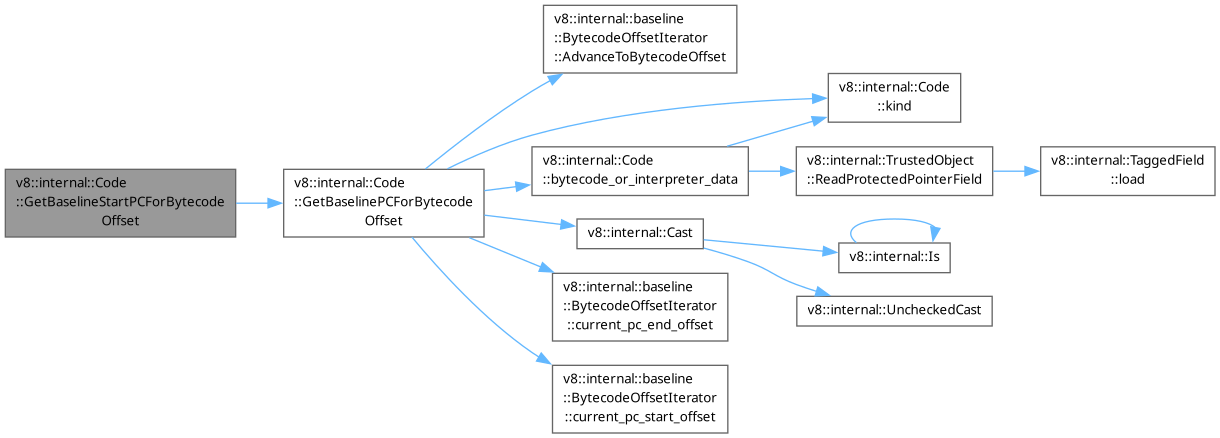 v8::internal::Code
::GetBaselineStartPCForBytecode
Offset
v8::internal::Code
::GetBaselinePCForBytecode
Offset
v8::internal::baseline
::BytecodeOffsetIterator
::AdvanceToBytecodeOffset
v8::internal::Code
::kind
v8::internal::Code
::bytecode_or_interpreter_data
v8::internal::TrustedObject
::ReadProtectedPointerField
v8::internal::TaggedField
::load
v8::internal::Cast
v8::internal::Is
v8::internal::UncheckedCast
v8::internal::baseline
::BytecodeOffsetIterator
::current_pc_end_offset
v8::internal::baseline
::BytecodeOffsetIterator
::current_pc_start_offset